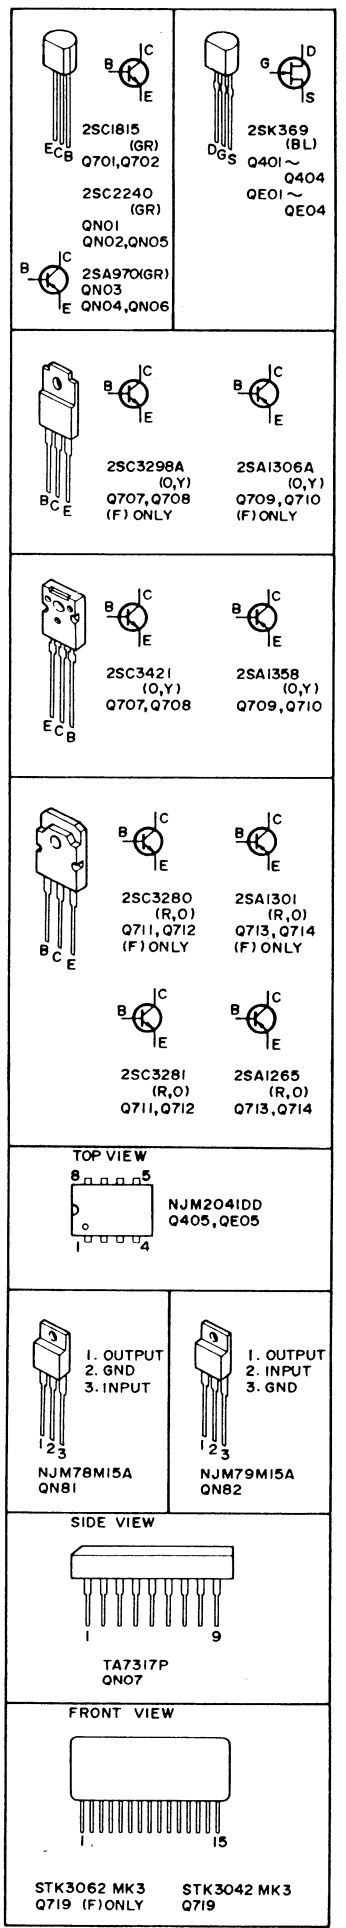 C
B
E
E C B
2SC1815
(GR)
Q701,Q702
2SC2240
(GR)
QN01
QN02,QN05
C
B
E
2SA970(GR)
QN03
QN04,QN06
D
G
S
D G S
2SK369
(BL)
Q401~
Q404
QE01~
QE04
B C E
C
B
E
2SC3298A
(O,Y)
Q707,Q708
(F) ONLY
C
B
E
2SA1306A
(O,Y)
Q709,Q710
(F) ONLY
E C B
C
B
E
2SC3421
(O,Y)
Q707,Q708
C
B
E
2SA1358
(O,Y)
Q709,Q710
B C E
C
B
E
2SC3280
(R,O)
Q711,Q712
(F) ONLY
C
B
E
2SA1301
(R,O)
Q713,Q714
(F) ONLY
C
B
E
2SC3281
(R,O)
Q711,Q712
C
B
E
2SA1265
(R,O)
Q713,Q714
TOP VIEW
8 5
1 4
NJM2041DD
Q405,QE05
1. OUTPUT
2. GND
3. INPUT
1 2 3
NJM78M15A
QN81
1. OUTPUT
2. INPUT
3. GND
1 2 3
NJM79M15A
QN82
SIDE VIEW
1 9
TA7317P
QN07
FRONT VIEW
1 15
STK3062 MK3
Q719 (F) ONLY
STK3042 MK3
Q719